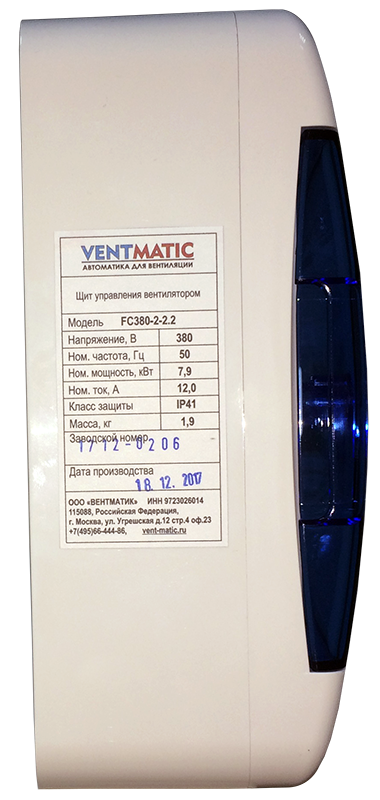 VENTMATIC
АВТОМАТИКА ДЛЯ ВЕНТИЛЯЦИИ
Щит управления вентилятором
Модель FC380-2-2.2
Напряжение, В 380
Ном. частота, Гц 50
Ном. мощность, кВт 7,9
Ном. ток, А 12,0
Класс защиты IP41
Масса, кг 1,9
Заводской номер
1712-0206
Дата производства
18.12.2017
ООО «ВЕНТМАТИК» ИНН 9723026014
115088, Российская Федерация,
г. Москва, ул. Угрешская д.12 стр.4 оф.23
+7(495)66-444-86, vent-matic.ru